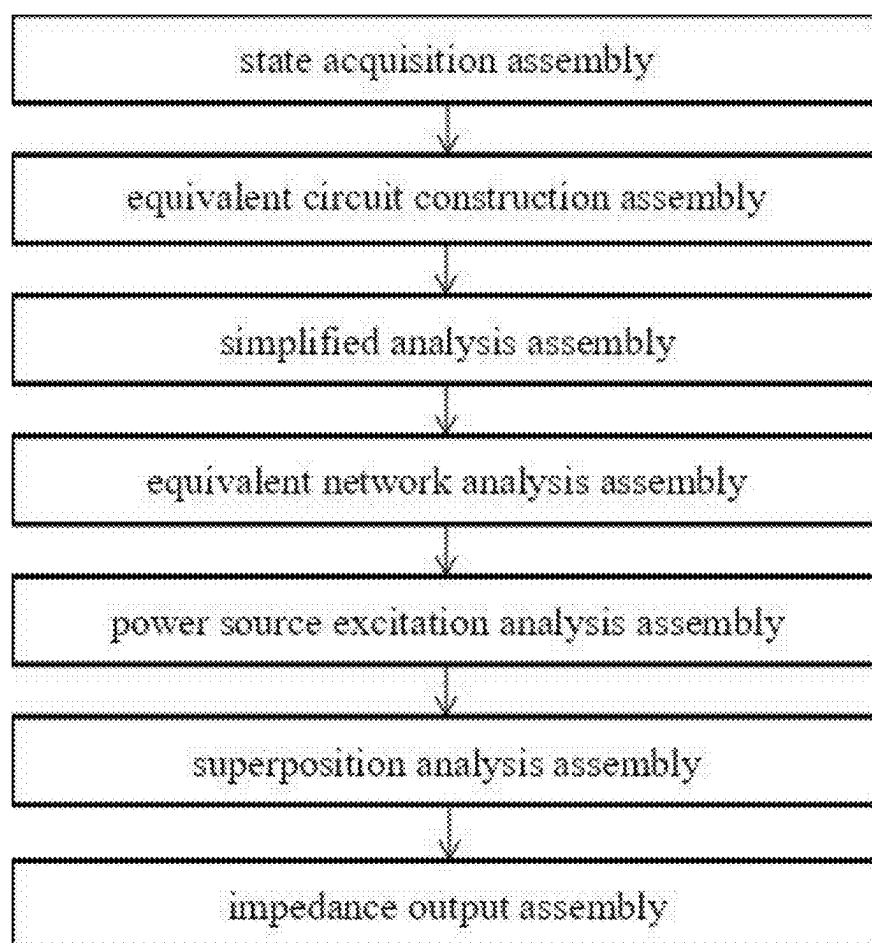 state acquisition assembly
equivalent circuit construction assembly
simplified analysis assembly
equivalent network analysis assembly
power source excitation analysis assembly
superposition analysis assembly
impedance output assembly